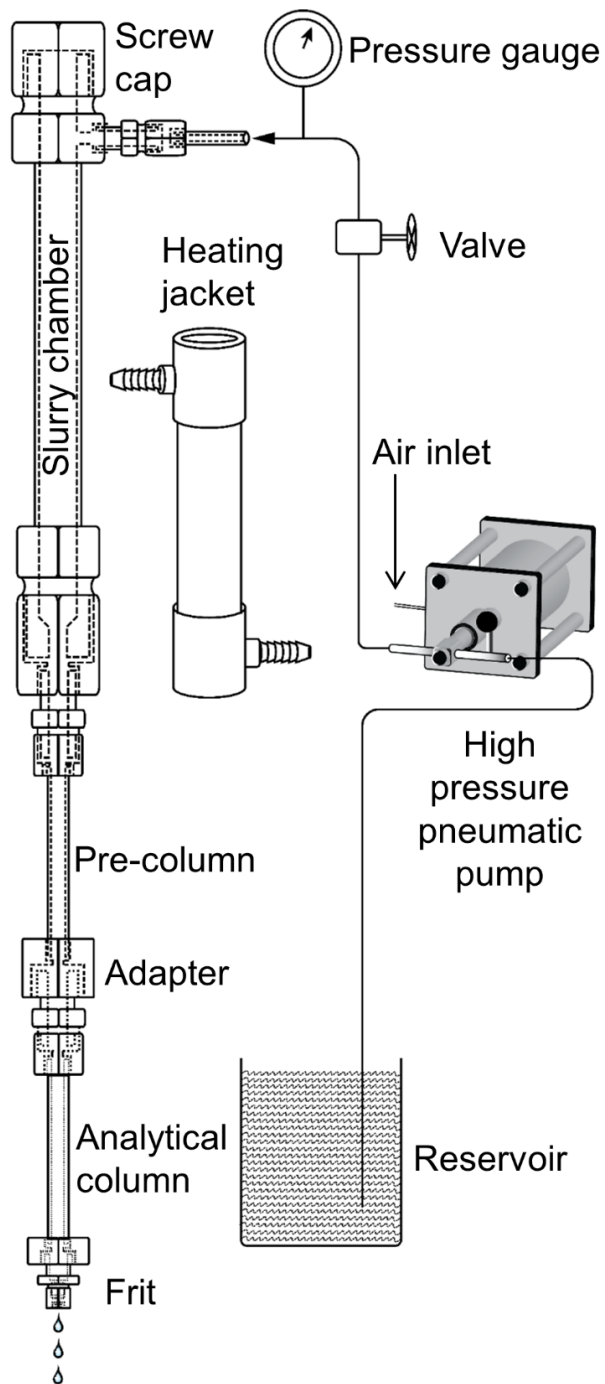 Screw
cap
Pressure gauge
Valve
Heating
jacket
Slurry chamber
Air inlet
High
pressure
pneumatic
pump
Pre-column
Adapter
Analytical
column
Reservoir
Frit